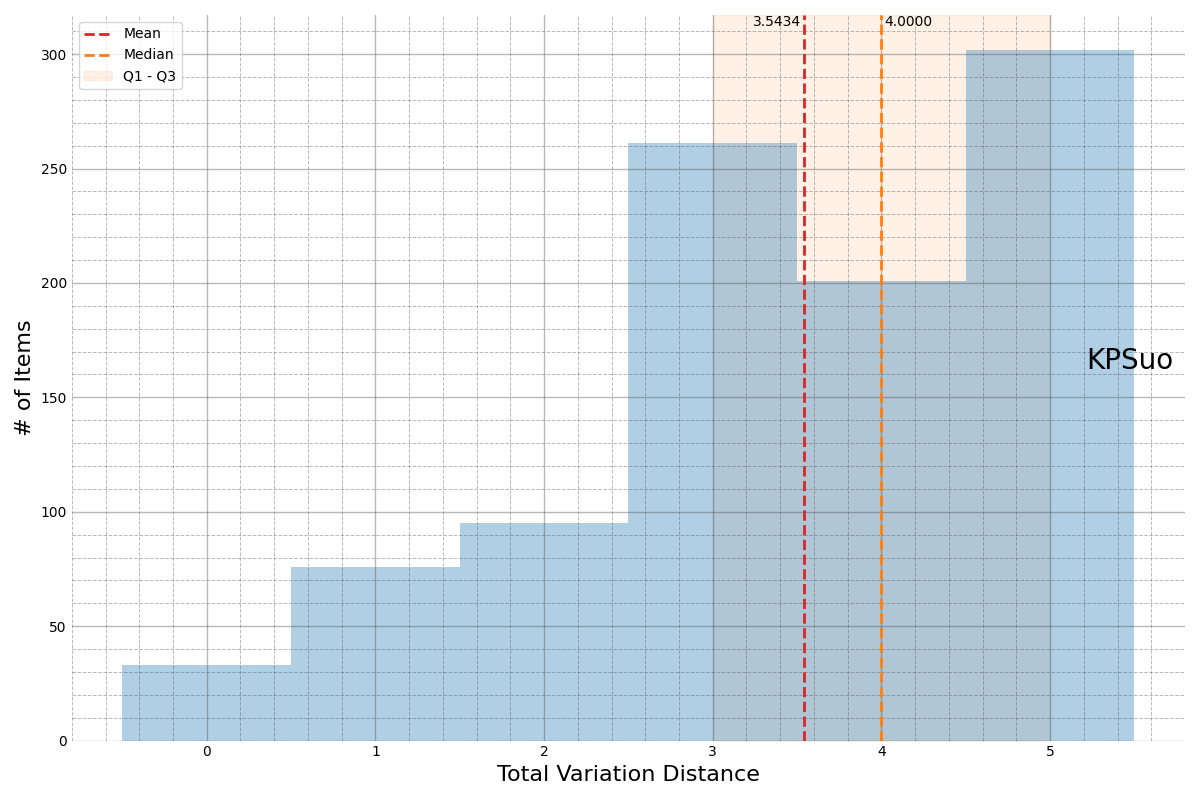 3.5434
4.0000
Mean
Median
Q1 - Q3
300
250
200
150
100
50
0
# of Items
KPSuo
0
1
2
3
4
5
Total Variation Distance